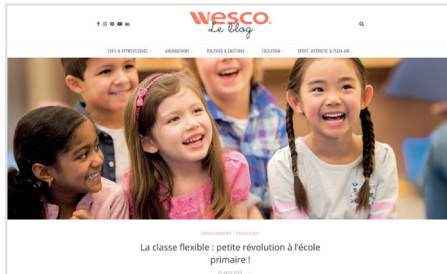 wesco.
Le blog
ÉVEIL & APPRENTISSAGE
AMÉNAGEMENT
ROUTINES & ÉMOTIONS
ÉDUCATION
SPORT, MOTRICITÉ & PLEIN AIR
AMÉNAGEMENT / ÉDUCATION
La classe flexible : petite révolution à l'école
primaire !